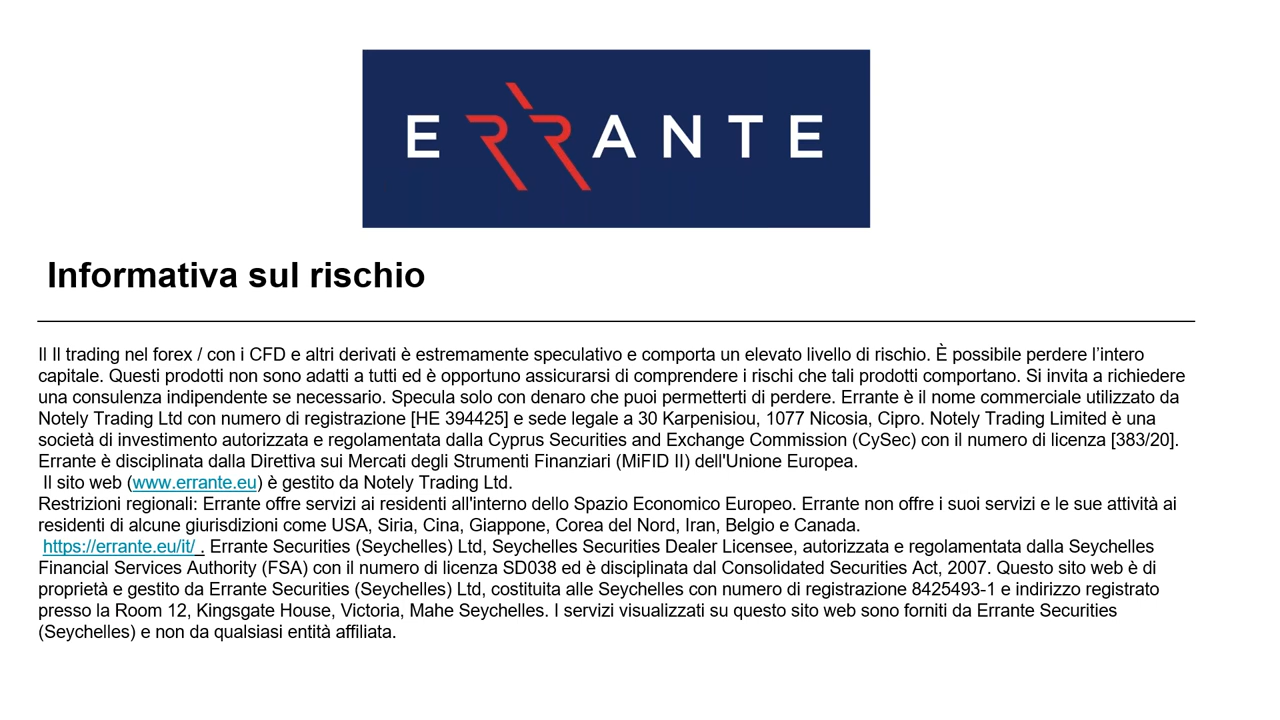 ERRANTE
Informativa sul rischio
Il Il trading nel forex / con i CFD e altri derivati è estremamente speculativo e comporta un elevato livello di rischio. È possibile perdere l’intero
capitale. Questi prodotti non sono adatti a tutti ed è opportuno assicurarsi di comprendere i rischi che tali prodotti comportano. Si invita a richiedere
una consulenza indipendente se necessario. Specula solo con denaro che puoi permetterti di perdere. Errante è il nome commerciale utilizzato da
Notely Trading Ltd con numero di registrazione [HE 394425] e sede legale a 30 Karpenisiou, 1077 Nicosia, Cipro. Notely Trading Limited è una
società di investimento autorizzata e regolamentata dalla Cyprus Securities and Exchange Commission (CySec) con il numero di licenza [383/20].
Errante è disciplinata dalla Direttiva sui Mercati degli Strumenti Finanziari (MiFID II) dell'Unione Europea.
Il sito web (www.errante.eu) è gestito da Notely Trading Ltd.
Restrizioni regionali: Errante offre servizi ai residenti all'interno dello Spazio Economico Europeo. Errante non offre i suoi servizi e le sue attività ai
residenti di alcune giurisdizioni come USA, Siria, Cina, Giappone, Corea del Nord, Iran, Belgio e Canada.
https://errante.eu/it/ . Errante Securities (Seychelles) Ltd, Seychelles Securities Dealer Licensee, autorizzata e regolamentata dalla Seychelles
Financial Services Authority (FSA) con il numero di licenza SD038 ed è disciplinata dal Consolidated Securities Act, 2007. Questo sito web è di
proprietà e gestito da Errante Securities (Seychelles) Ltd, costituita alle Seychelles con numero di registrazione 8425493-1 e indirizzo registrato
presso la Room 12, Kingsgate House, Victoria, Mahe Seychelles. I servizi visualizzati su questo sito web sono forniti da Errante Securities
(Seychelles) e non da qualsiasi entità affiliata.